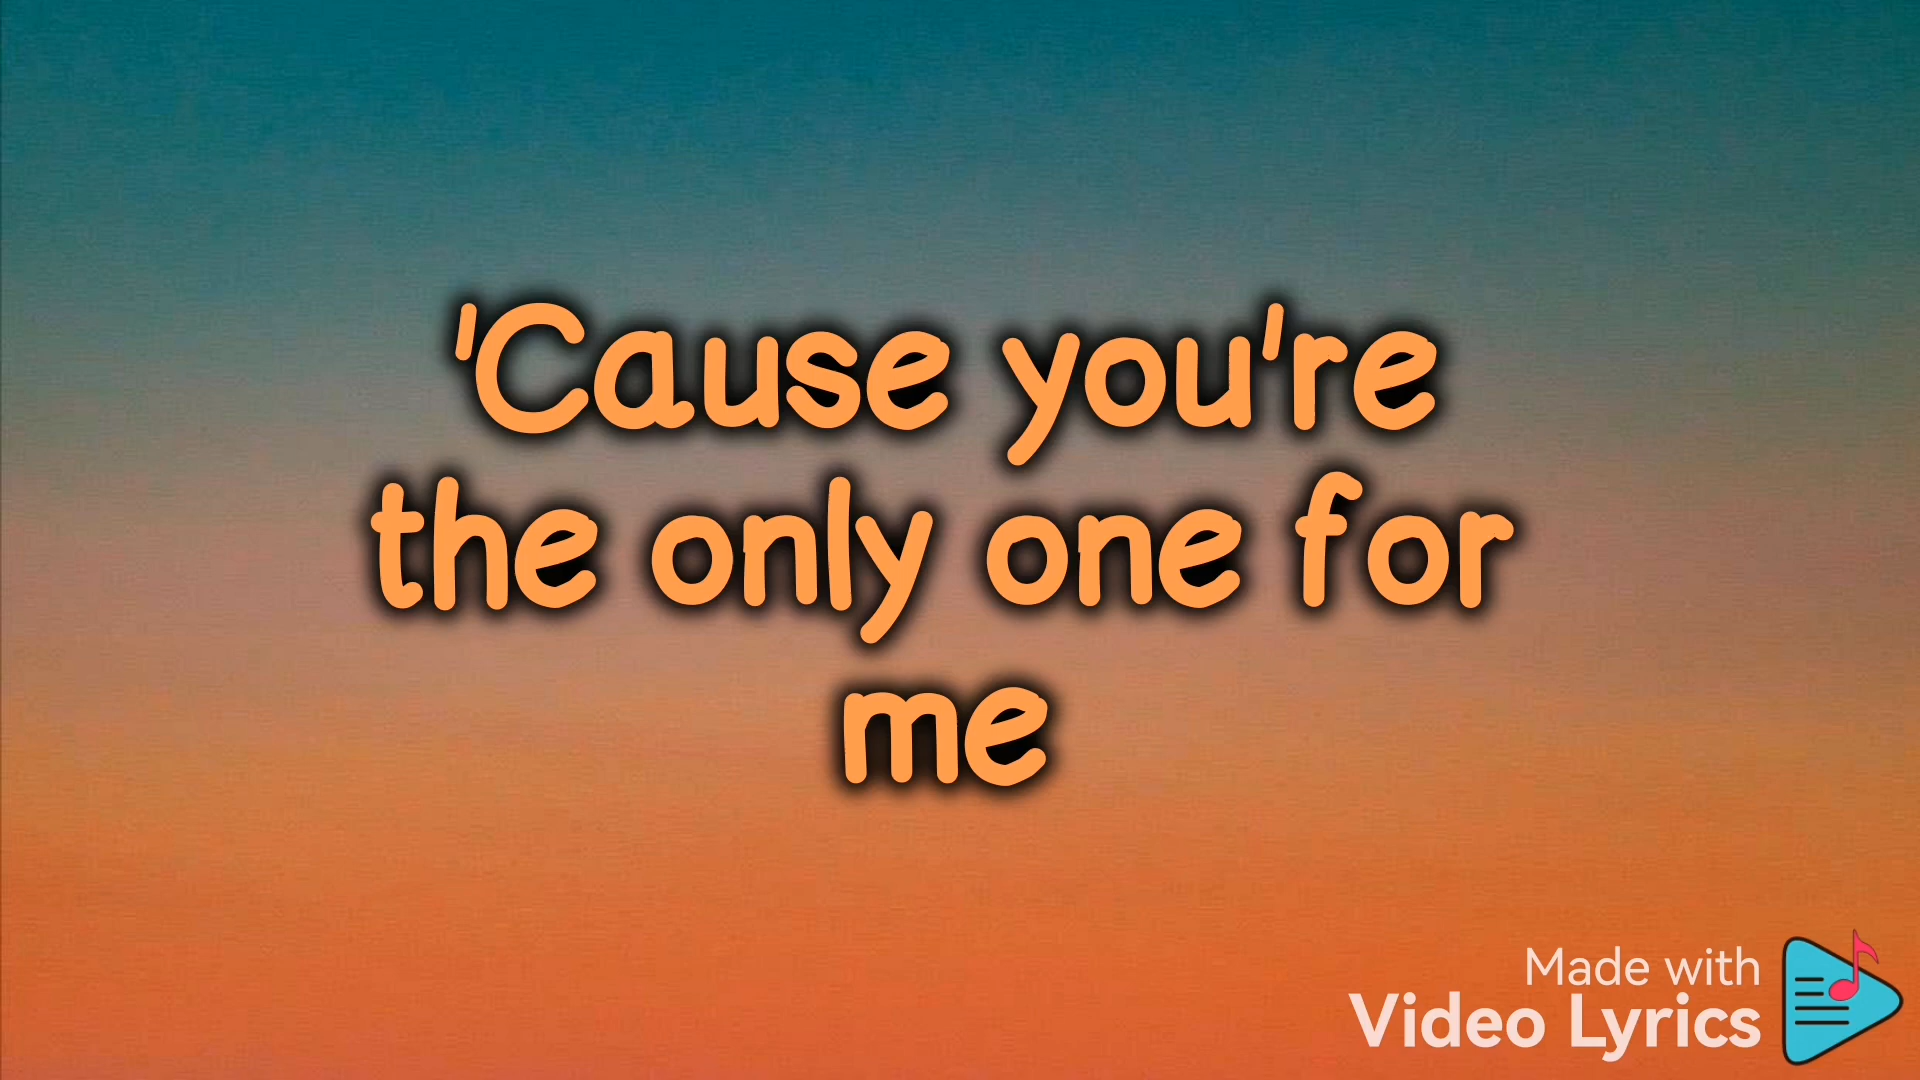 'Cause you're
the only one for
me
Made with
Video Lyrics